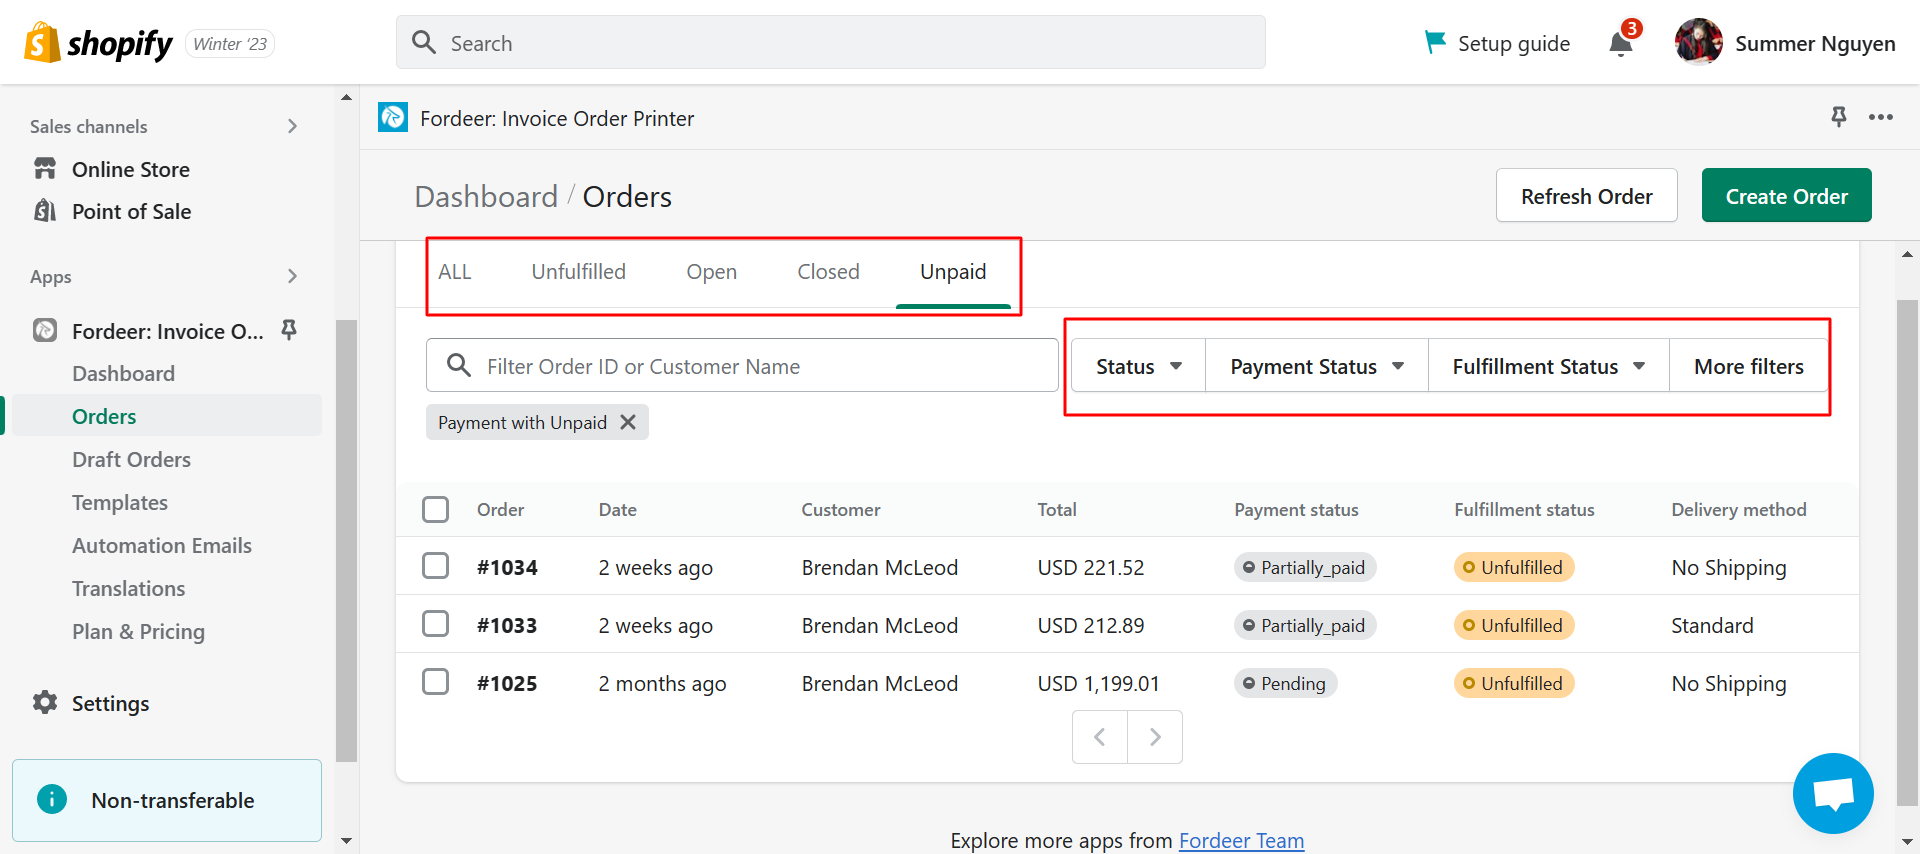 shopify Winter ‘23
Search
Setup guide
3
Summer Nguyen
Sales channels
Online Store
Point of Sale
Apps
Fordeer: Invoice O...
Dashboard
Orders
Draft Orders
Templates
Automation Emails
Translations
Plan & Pricing
Settings
Non-transferable
Fordeer: Invoice Order Printer
Dashboard / Orders
Refresh Order
Create Order
ALL Unfulfilled Open Closed Unpaid
Filter Order ID or Customer Name
Status Payment Status Fulfillment Status More filters
Payment with Unpaid
Order Date Customer Total Payment status Fulfillment status Delivery method
#1034 2 weeks ago Brendan McLeod USD 221.52 Partially_paid Unfulfilled No Shipping
#1033 2 weeks ago Brendan McLeod USD 212.89 Partially_paid Unfulfilled Standard
#1025 2 months ago Brendan McLeod USD 1,199.01 Pending Unfulfilled No Shipping
Explore more apps from Fordeer Team